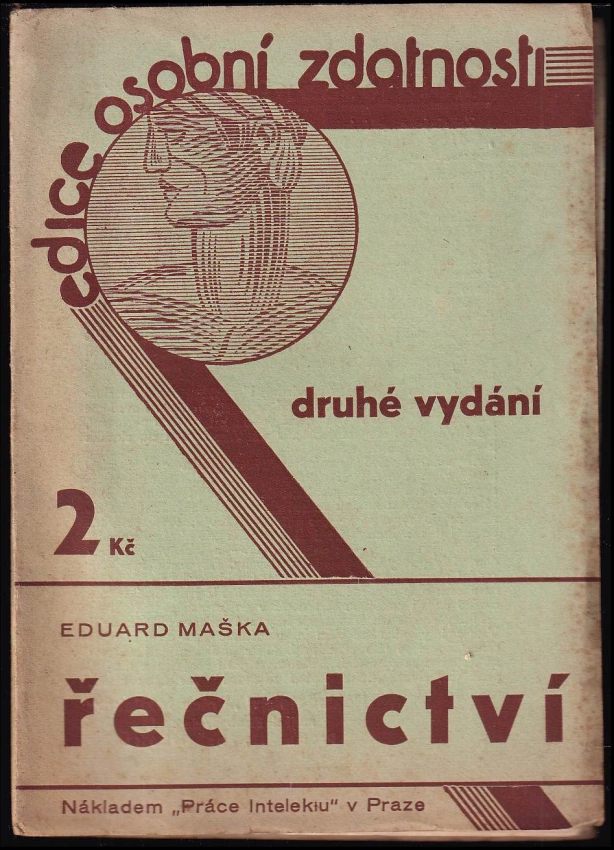 edice osobní zdatnosti
druhé vydání
2 Kč
EDUARD MAŠKA
řečnictví
Nákladem „Práce Intelektu" v Praze